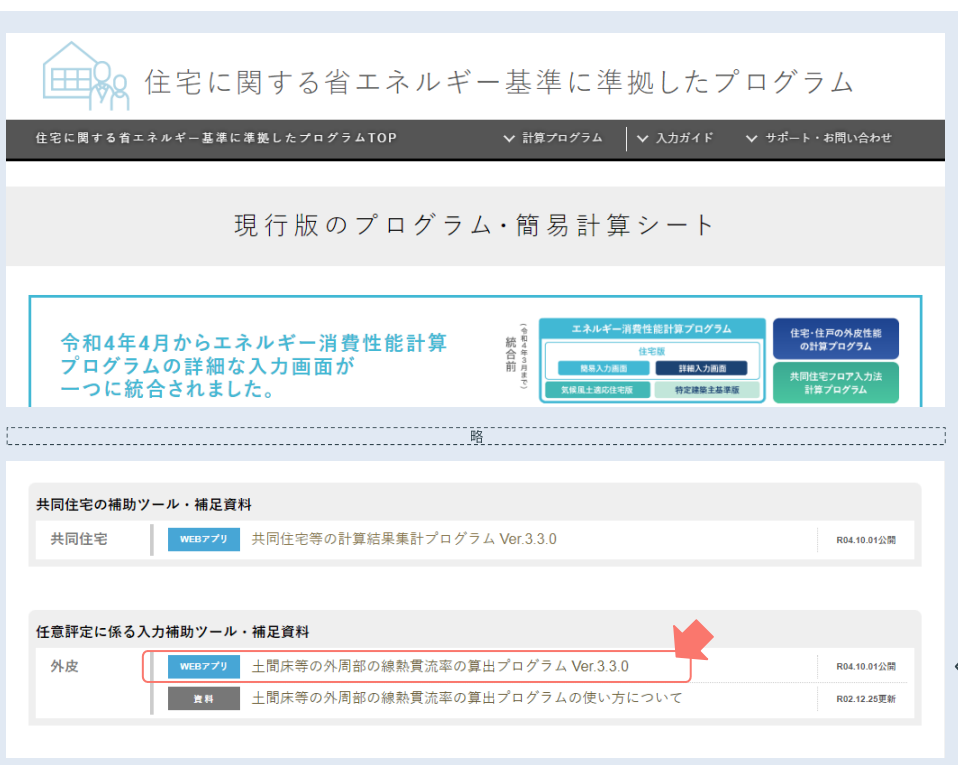 住宅に関する省エネルギー基準に準拠したプログラム
住宅に関する省エネルギー基準に準拠したプログラムTOP
計算プログラム
入力ガイド
サポート・お問い合わせ
現行版のプログラム・簡易計算シート
令和4年4月からエネルギー消費性能計算
プログラムの詳細な入力画面が
一つに統合されました。
統合前
(令和4年3月まで)
エネルギー消費性能計算プログラム
住宅版
簡易入力画面
詳細入力画面
気候風土適応住宅版
特定建築主基準版
住宅・住戸の外皮性能
の計算プログラム
共同住宅フロア入力法
計算プログラム
略
共同住宅の補助ツール・補足資料
共同住宅
WEBアプリ
共同住宅等の計算結果集計プログラム Ver.3.3.0
R04.10.01公開
任意評定に係る入力補助ツール・補足資料
外皮
WEBアプリ
土間床等の外周部の線熱貫流率の算出プログラム Ver.3.3.0
R04.10.01公開
資料
土間床等の外周部の線熱貫流率の算出プログラムの使い方について
R02.12.25更新